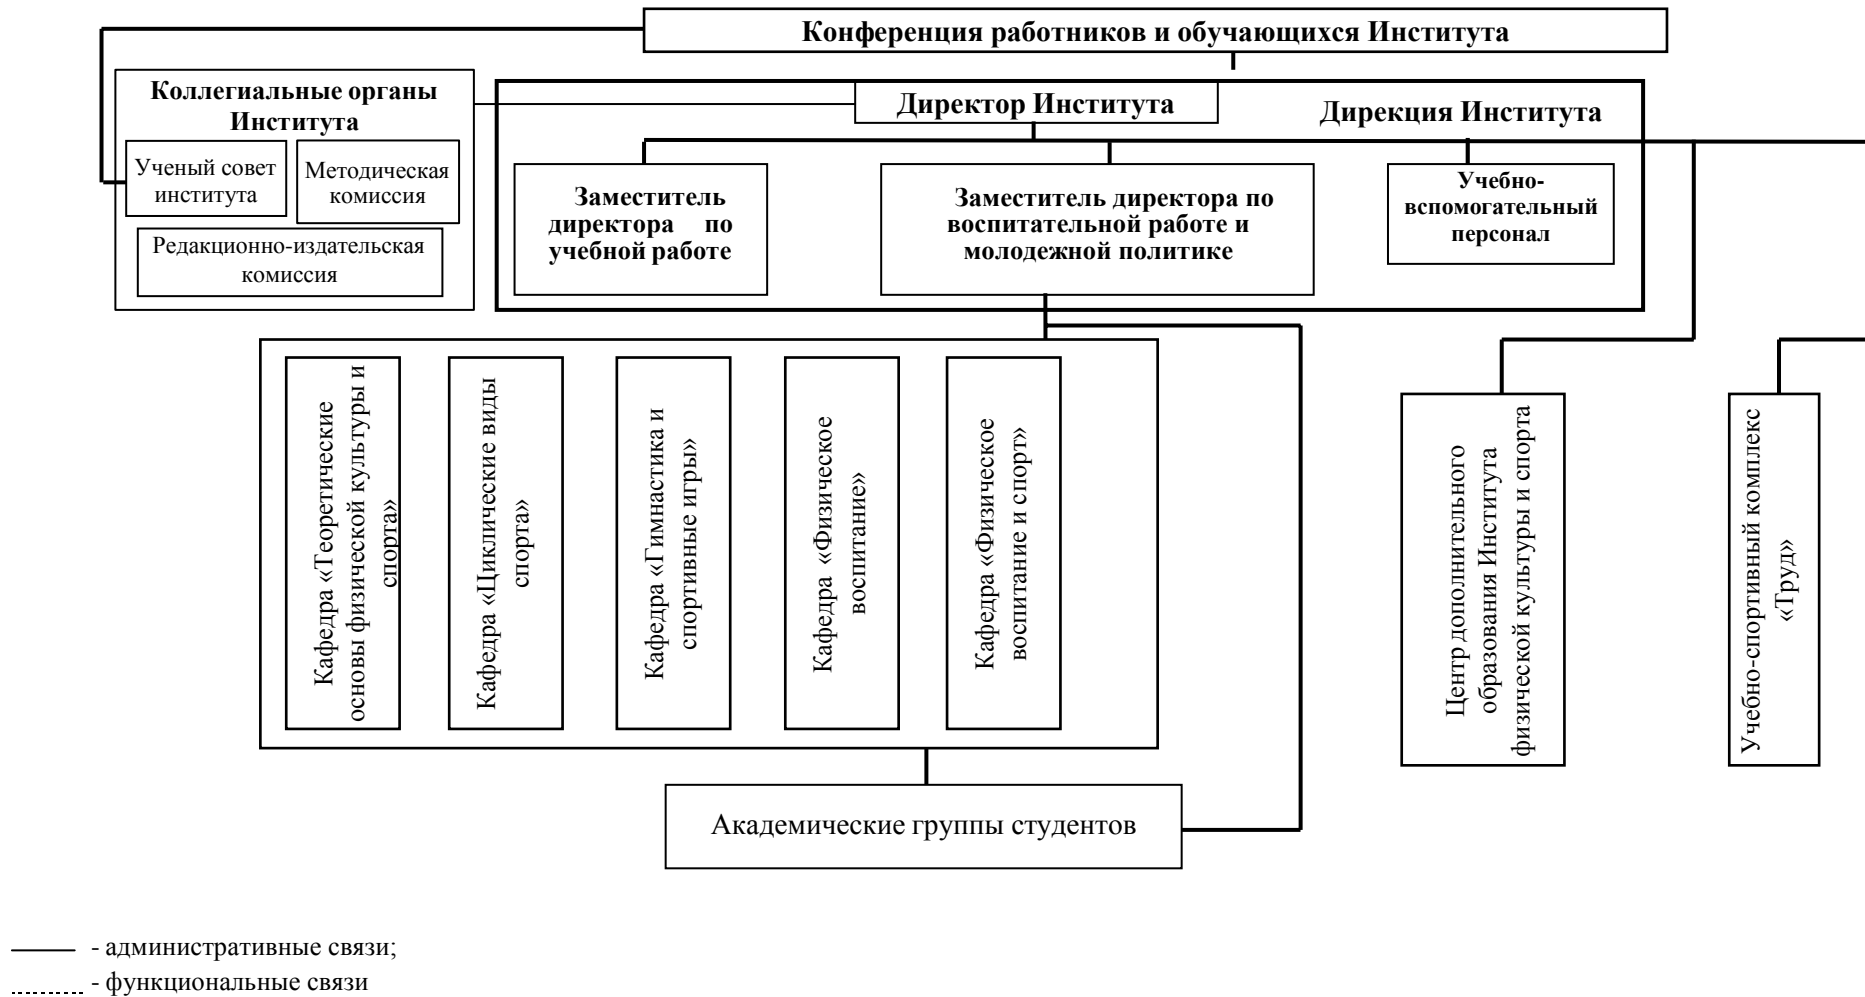 Конференция работников и обучающихся Института
Коллегиальные органы
Института
Директор Института
Дирекция Института
Ученый совет
института
Методическая
комиссия
Редакционно-издательская
комиссия
Заместитель
директора по
учебной работе
Заместитель директора по
воспитательной работе и
молодежной политике
Учебно-
вспомогательный
персонал
Кафедра «Теоретические
основы физической культуры и
спорта»
Кафедра «Циклические виды
спорта»
Кафедра «Гимнастика и
спортивные игры»
Кафедра «Физическое
воспитание»
Кафедра «Физическое
воспитание и спорт»
Центр дополнительного
образования Института
физической культуры и спорта
Учебно-спортивный комплекс
«Труд»
Академические группы студентов
- административные связи;
- функциональные связи